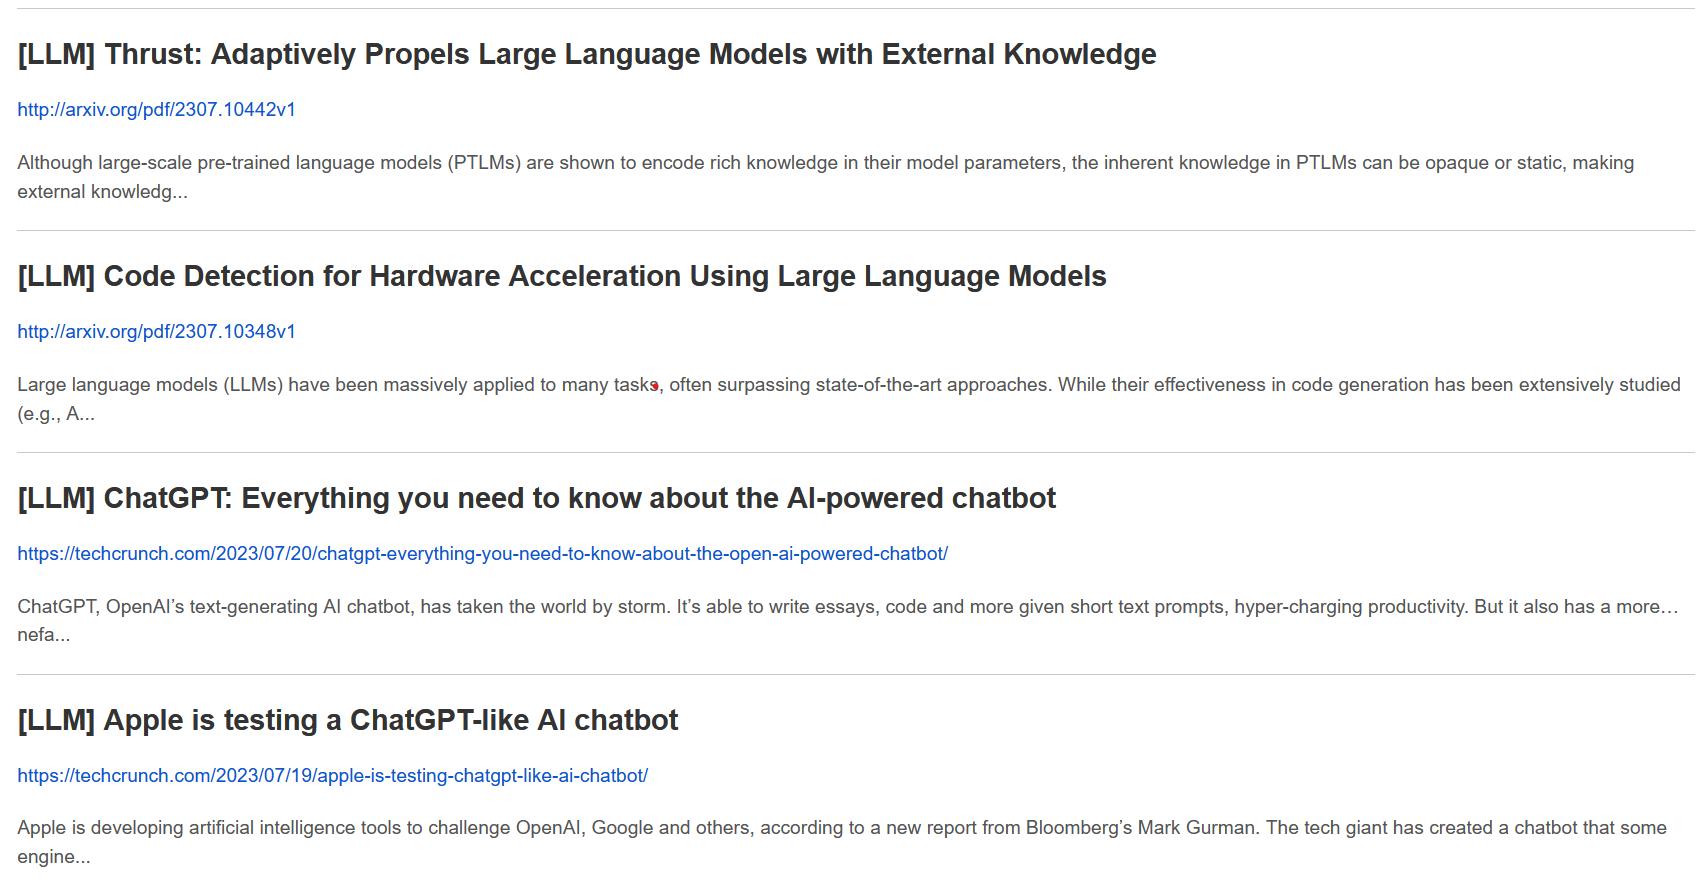 [LLM] Thrust: Adaptively Propels Large Language Models with External Knowledge
http://arxiv.org/pdf/2307.10442v1
Although large-scale pre-trained language models (PTLMs) are shown to encode rich knowledge in their model parameters, the inherent knowledge in PTLMs can be opaque or static, making
external knowledg...
[LLM] Code Detection for Hardware Acceleration Using Large Language Models
http://arxiv.org/pdf/2307.10348v1
Large language models (LLMs) have been massively applied to many tasks, often surpassing state-of-the-art approaches. While their effectiveness in code generation has been extensively studied
(e.g., A...
[LLM] ChatGPT: Everything you need to know about the AI-powered chatbot
https://techcrunch.com/2023/07/20/chatgpt-everything-you-need-to-know-about-the-open-ai-powered-chatbot/
ChatGPT, OpenAI’s text-generating AI chatbot, has taken the world by storm. It’s able to write essays, code and more given short text prompts, hyper-charging productivity. But it also has a more…
nefa...
[LLM] Apple is testing a ChatGPT-like AI chatbot
https://techcrunch.com/2023/07/19/apple-is-testing-chatgpt-like-ai-chatbot/
Apple is developing artificial intelligence tools to challenge OpenAI, Google and others, according to a new report from Bloomberg’s Mark Gurman. The tech giant has created a chatbot that some
engine...